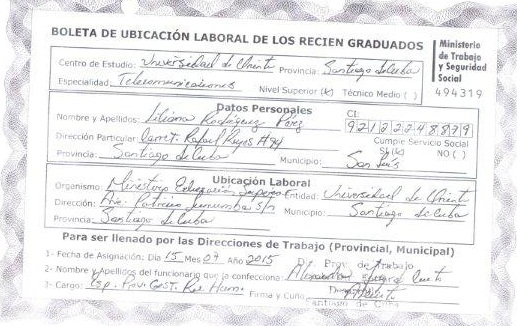 BOLETA DE UBICACIÓN LABORAL DE LOS RECIEN GRADUADOS
Ministerio
de Trabajo
y Seguridad
Social
494319
Centro de Estudio: Universidad de Oriente Provincia: Santiago de Cuba
Especialidad: Telecomunicaciones Nivel Superior (x) Técnico Medio ( )
Datos Personales
Nombre y Apellidos: Liliana Rodríguez Pérez CI: 92122248879
Dirección Particular: Carret. Rafael Reyes #94 Cumple Servicio Social
SI (x) NO ( )
Provincia: Santiago de Cuba Municipio: San Luís
Ubicación Laboral
Organismo: Ministerio Educación Superior Entidad: Universidad de Oriente
Dirección: Ave. Patricio Lumumba s/n Municipio: Santiago de Cuba
Provincia: Santiago de Cuba
Para ser llenado por las Direcciones de Trabajo (Provincial, Municipal)
1- Fecha de Asignación: Día 15 Mes 07 Año 2015
2- Nombre y Apellidos del funcionario que la confecciona:
3- Cargo: Esp. Prov. Gest. Rec. Hum. Firma y Cuño
Dir. Prov. de Trabajo
Santiago de Cuba